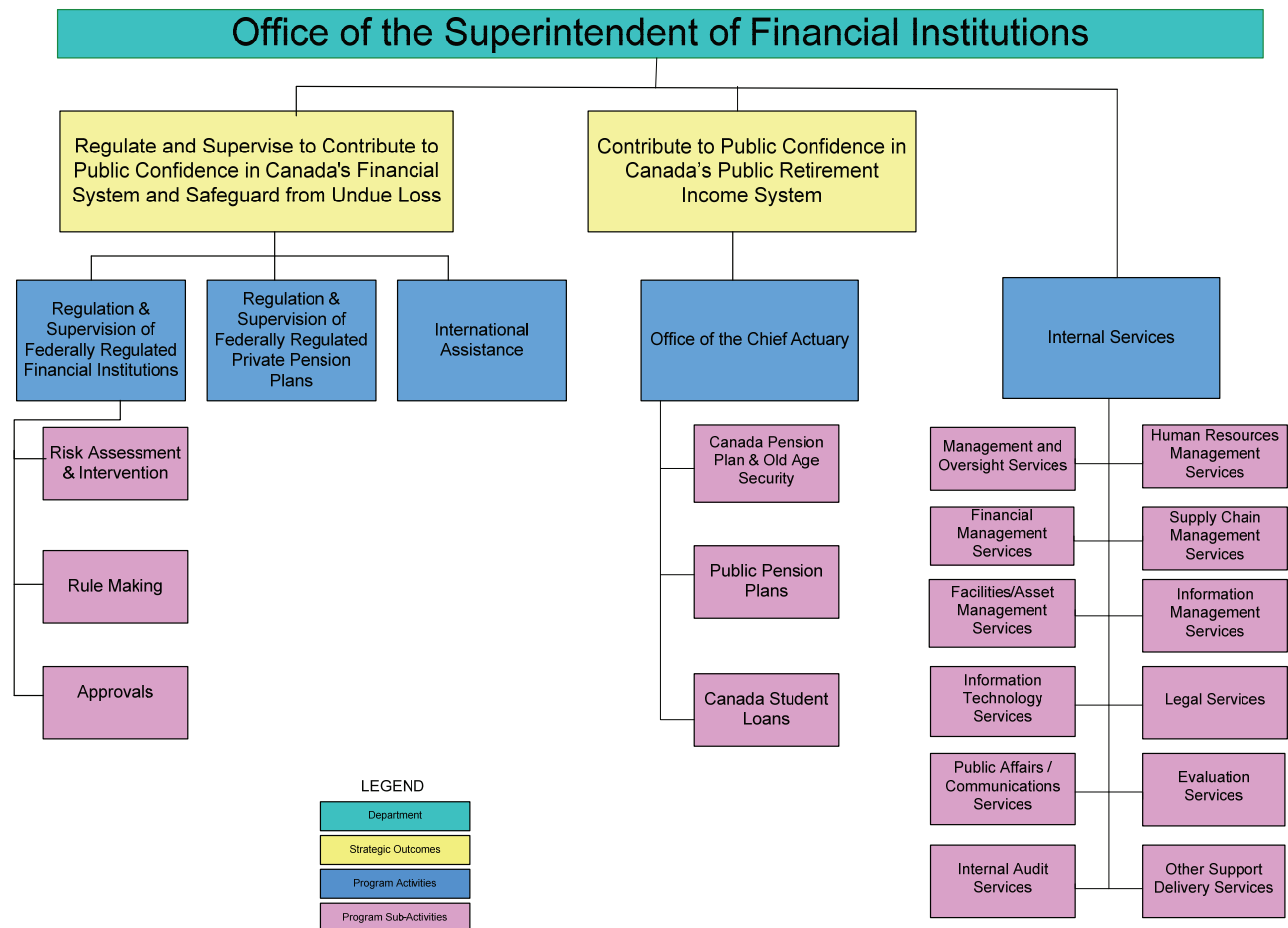 Office of the Superintendent of Financial Institutions
Regulate and Supervise to Contribute to
Public Confidence in Canada's Financial
System and Safeguard from Undue Loss
Contribute to Public Confidence in
Canada’s Public Retirement
Income System
Regulation &
Supervision of
Federally Regulated
Financial Institutions
Regulation &
Supervision of
Federally Regulated
Private Pension
Plans
International
Assistance
Office of the Chief Actuary
Internal Services
Risk Assessment
& Intervention
Rule Making
Approvals
Canada Pension
Plan & Old Age
Security
Public Pension
Plans
Canada Student
Loans
Management and
Oversight Services
Human Resources
Management
Services
Financial
Management
Services
Supply Chain
Management
Services
Facilities/Asset
Management
Services
Information
Management
Services
Information
Technology
Services
Legal Services
Public Affairs /
Communications
Services
Evaluation
Services
Internal Audit
Services
Other Support
Delivery Services
LEGEND
Department
Strategic Outcomes
Program Activities
Program Sub-Activities